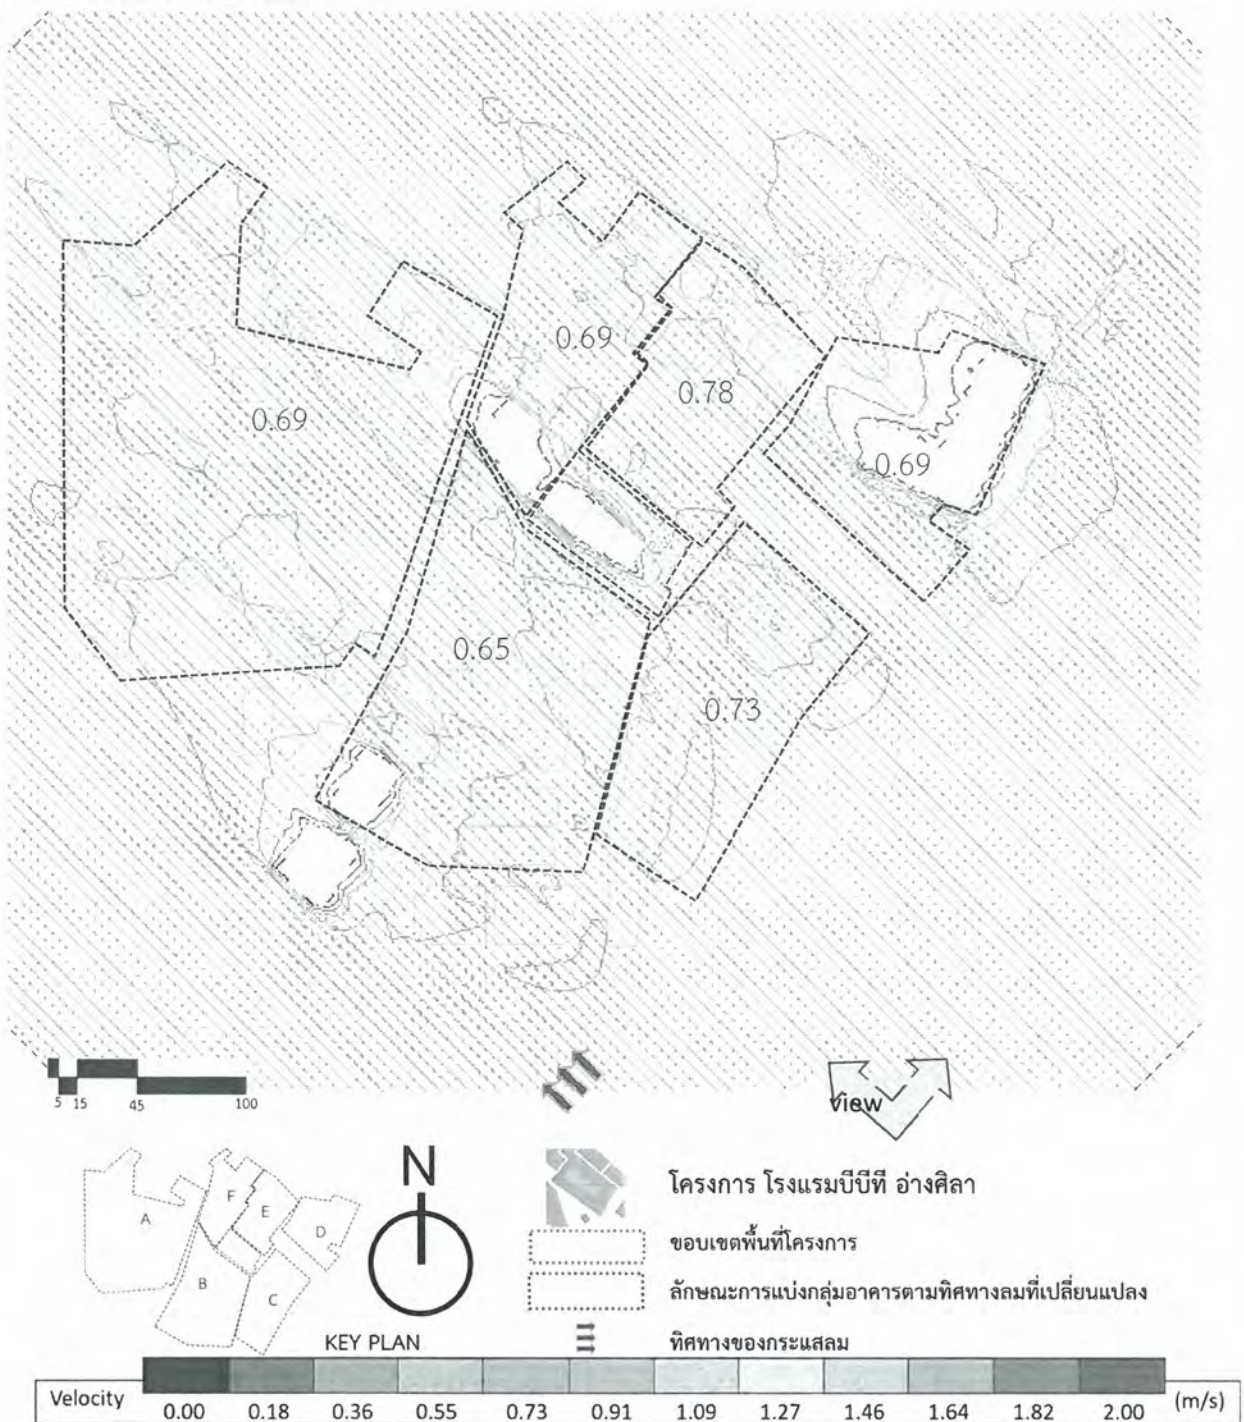 0.69
0.78
0.69
0.69
0.65
0.73
5 15 45 100
view
N
A
F
E
D
B
C
KEY PLAN
โครงการ โรงแรมบีบีที อ่างศิลา
ขอบเขตพื้นที่โครงการ
ลักษณะการแบ่งกลุ่มอาคารตามทิศทางลมที่เปลี่ยนแปลง
ทิศทางของกระแสลม
Velocity 0.00 0.18 0.36 0.55 0.73 0.91 1.09 1.27 1.46 1.64 1.82 2.00 (m/s)